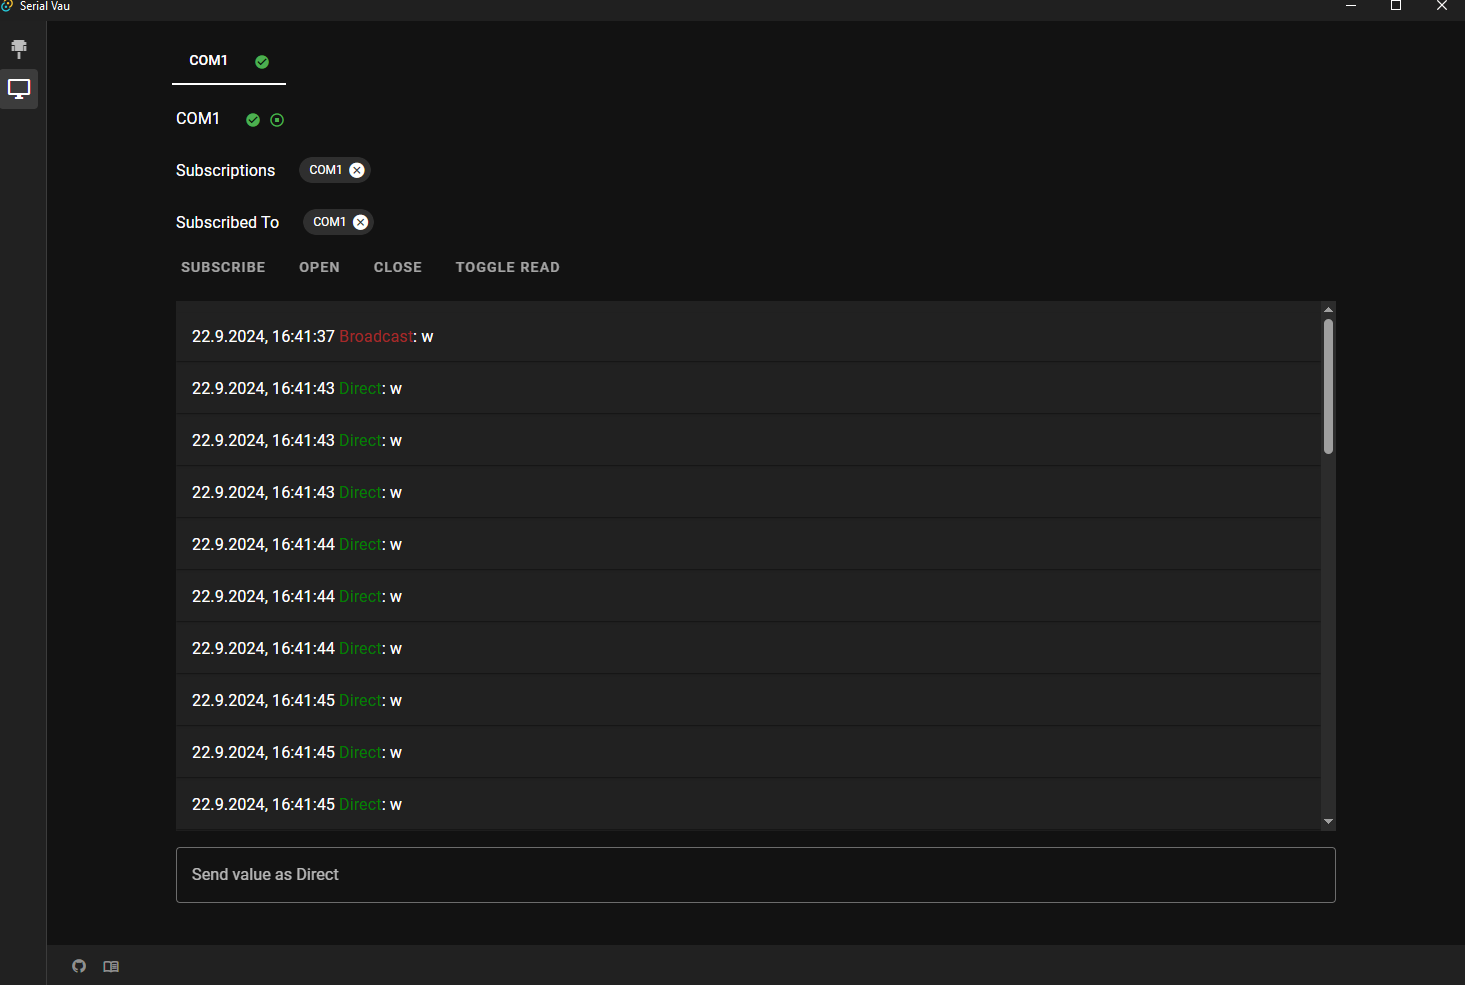 Serial Vau
COM1
COM1
Subscriptions COM1
Subscribed To COM1
SUBSCRIBE OPEN CLOSE TOGGLE READ
22.9.2024, 16:41:37 Broadcast: w
22.9.2024, 16:41:43 Direct: w
22.9.2024, 16:41:43 Direct: w
22.9.2024, 16:41:43 Direct: w
22.9.2024, 16:41:44 Direct: w
22.9.2024, 16:41:44 Direct: w
22.9.2024, 16:41:44 Direct: w
22.9.2024, 16:41:45 Direct: w
22.9.2024, 16:41:45 Direct: w
22.9.2024, 16:41:45 Direct: w
Send value as Direct